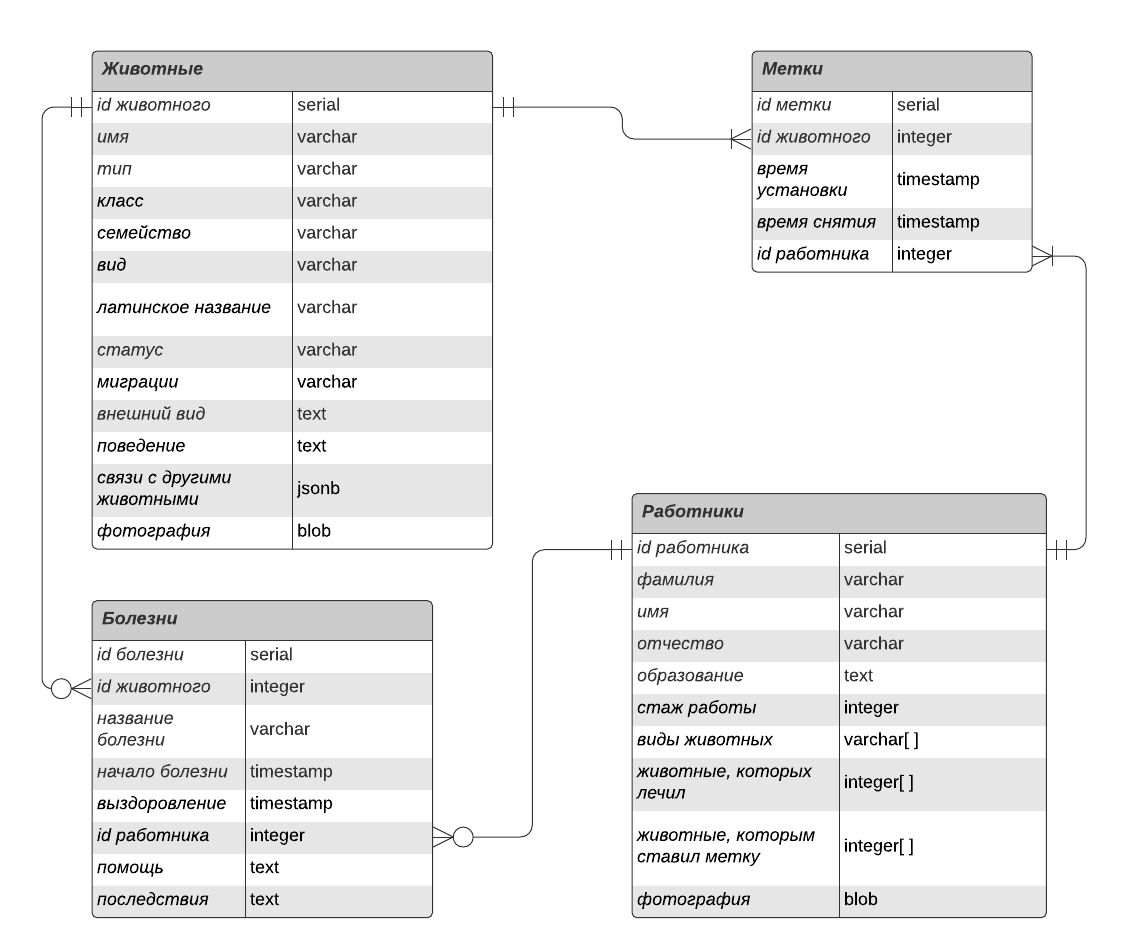 Животные
id животного serial
имя varchar
тип varchar
класс varchar
семейство varchar
вид varchar
латинское название varchar
статус varchar
миграции varchar
внешний вид text
поведение text
связи с другими
животными
jsonb
фотография blob
Метки
id метки serial
id животного integer
время
установки
timestamp
время снятия timestamp
id работника integer
Болезни
id болезни serial
id животного integer
название
болезни
varchar
начало болезни timestamp
выздоровление timestamp
id работника integer
помощь text
последствия text
Работники
id работника serial
фамилия varchar
имя varchar
отчество varchar
образование text
стаж работы integer
виды животных varchar[ ]
животные, которых
лечил
integer[ ]
животные, которым
ставил метку
integer[ ]
фотография blob